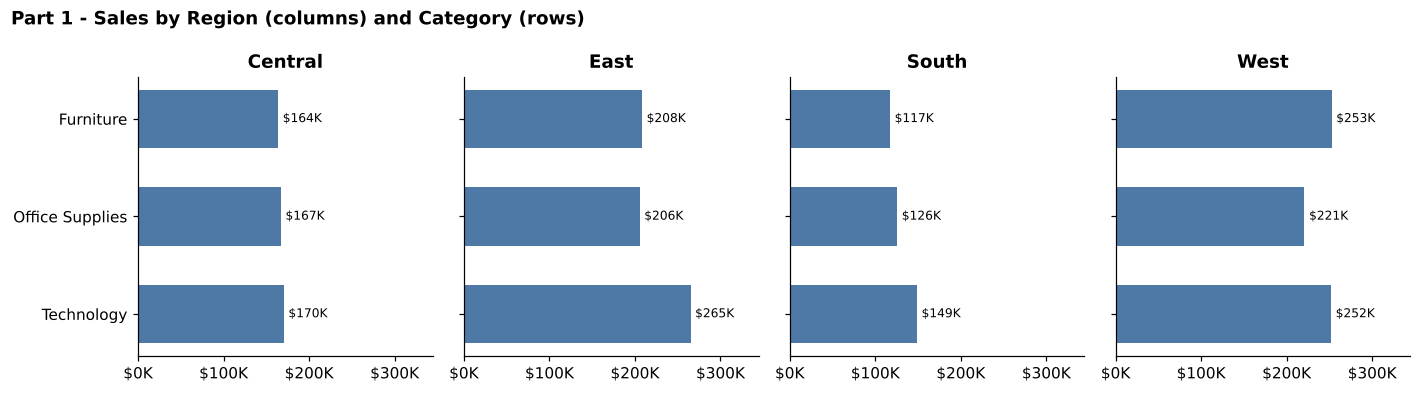 Part 1 - Sales by Region (columns) and Category (rows)
Central East South West
Furniture $164K $208K $117K $253K
Office Supplies $167K $206K $126K $221K
Technology $170K $265K $149K $252K
$0K $100K $200K $300K $0K $100K $200K $300K $0K $100K $200K $300K $0K $100K $200K $300K